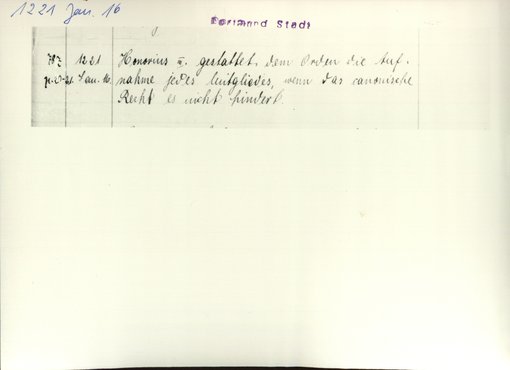 1221 Jan. 16
Dortmund Stadt
1221 Honorius III. gestattet dem Orden die Auf-
Jan. 16. nahme jedes Mitgliedes, wenn das canonische
Recht es nicht hindert.